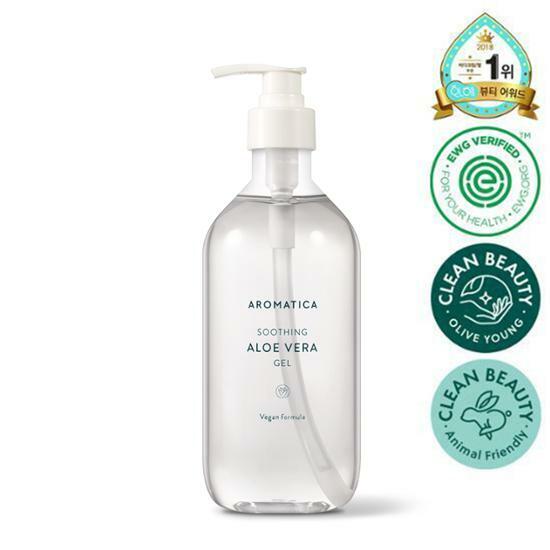 AROMATICA
SOOTHING
ALOE VERA
GEL
Vegan Formula
2018
1위
뷰티 어워드
EWG VERIFIED
TM
FOR YOUR HEALTH • EWG.ORG
CLEAN BEAUTY
OLIVE YOUNG
CLEAN BEAUTY
Animal Friendly